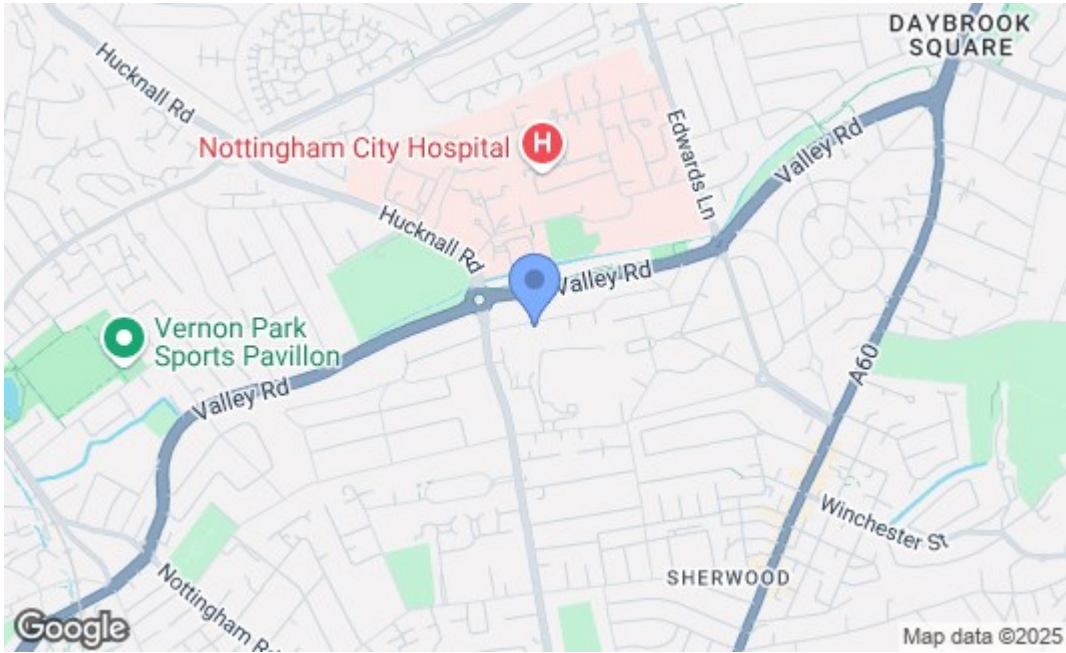 DAYBROOK
SQUARE
Hucknall Rd
Nottingham City Hospital
H
Edwards Ln
Valley Rd
Hucknall Rd
Valley Rd
Vernon Park
Sports Pavillon
A60
Valley Rd
Winchester St
SHERWOOD
Nottingham Rd
Google
Map data ©2025